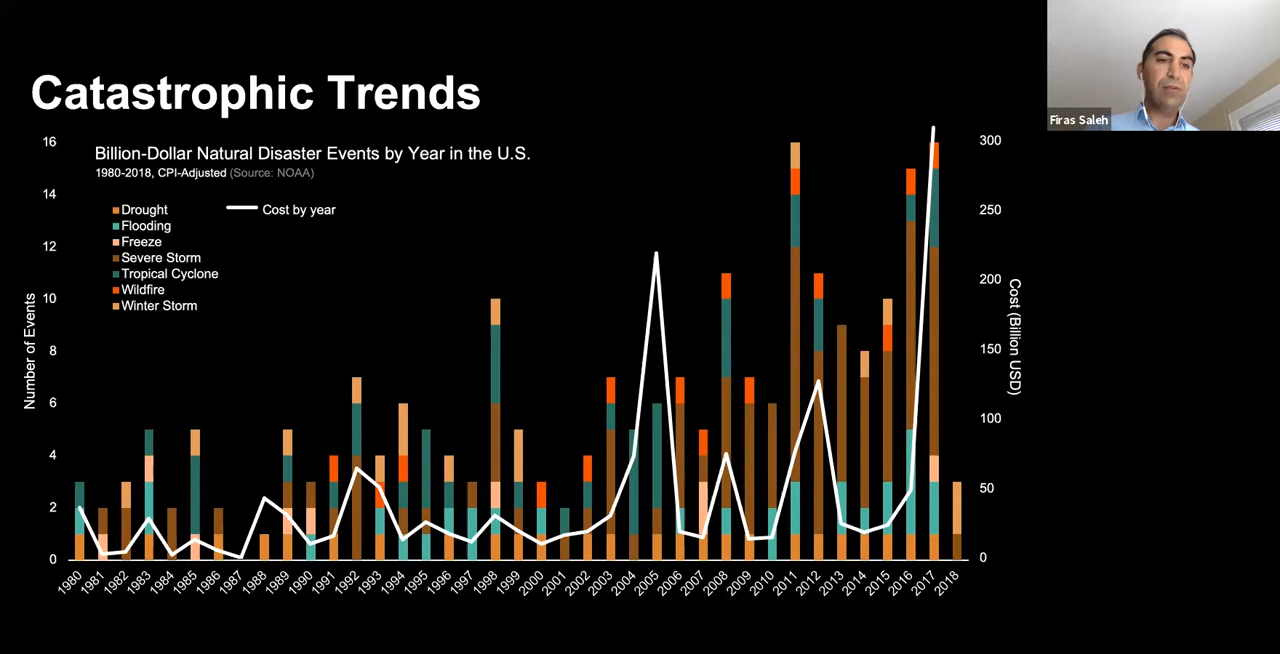 Catastrophic Trends
Firas Saleh
Billion-Dollar Natural Disaster Events by Year in the U.S.
1980-2018, CPI-Adjusted (Source: NOAA)
Drought
Flooding
Freeze
Severe Storm
Tropical Cyclone
Wildfire
Winter Storm
Cost by year
Number of Events
16
14
12
10
8
6
4
2
0
300
250
200
150
100
50
0
Cost (Billion USD)
1980 1981 1982 1983 1984 1985 1986 1987 1988 1989 1990 1991 1992 1993 1994 1995 1996 1997 1998 1999 2000 2001 2002 2003 2004 2005 2006 2007 2008 2009 2010 2011 2012 2013 2014 2015 2016 2017 2018